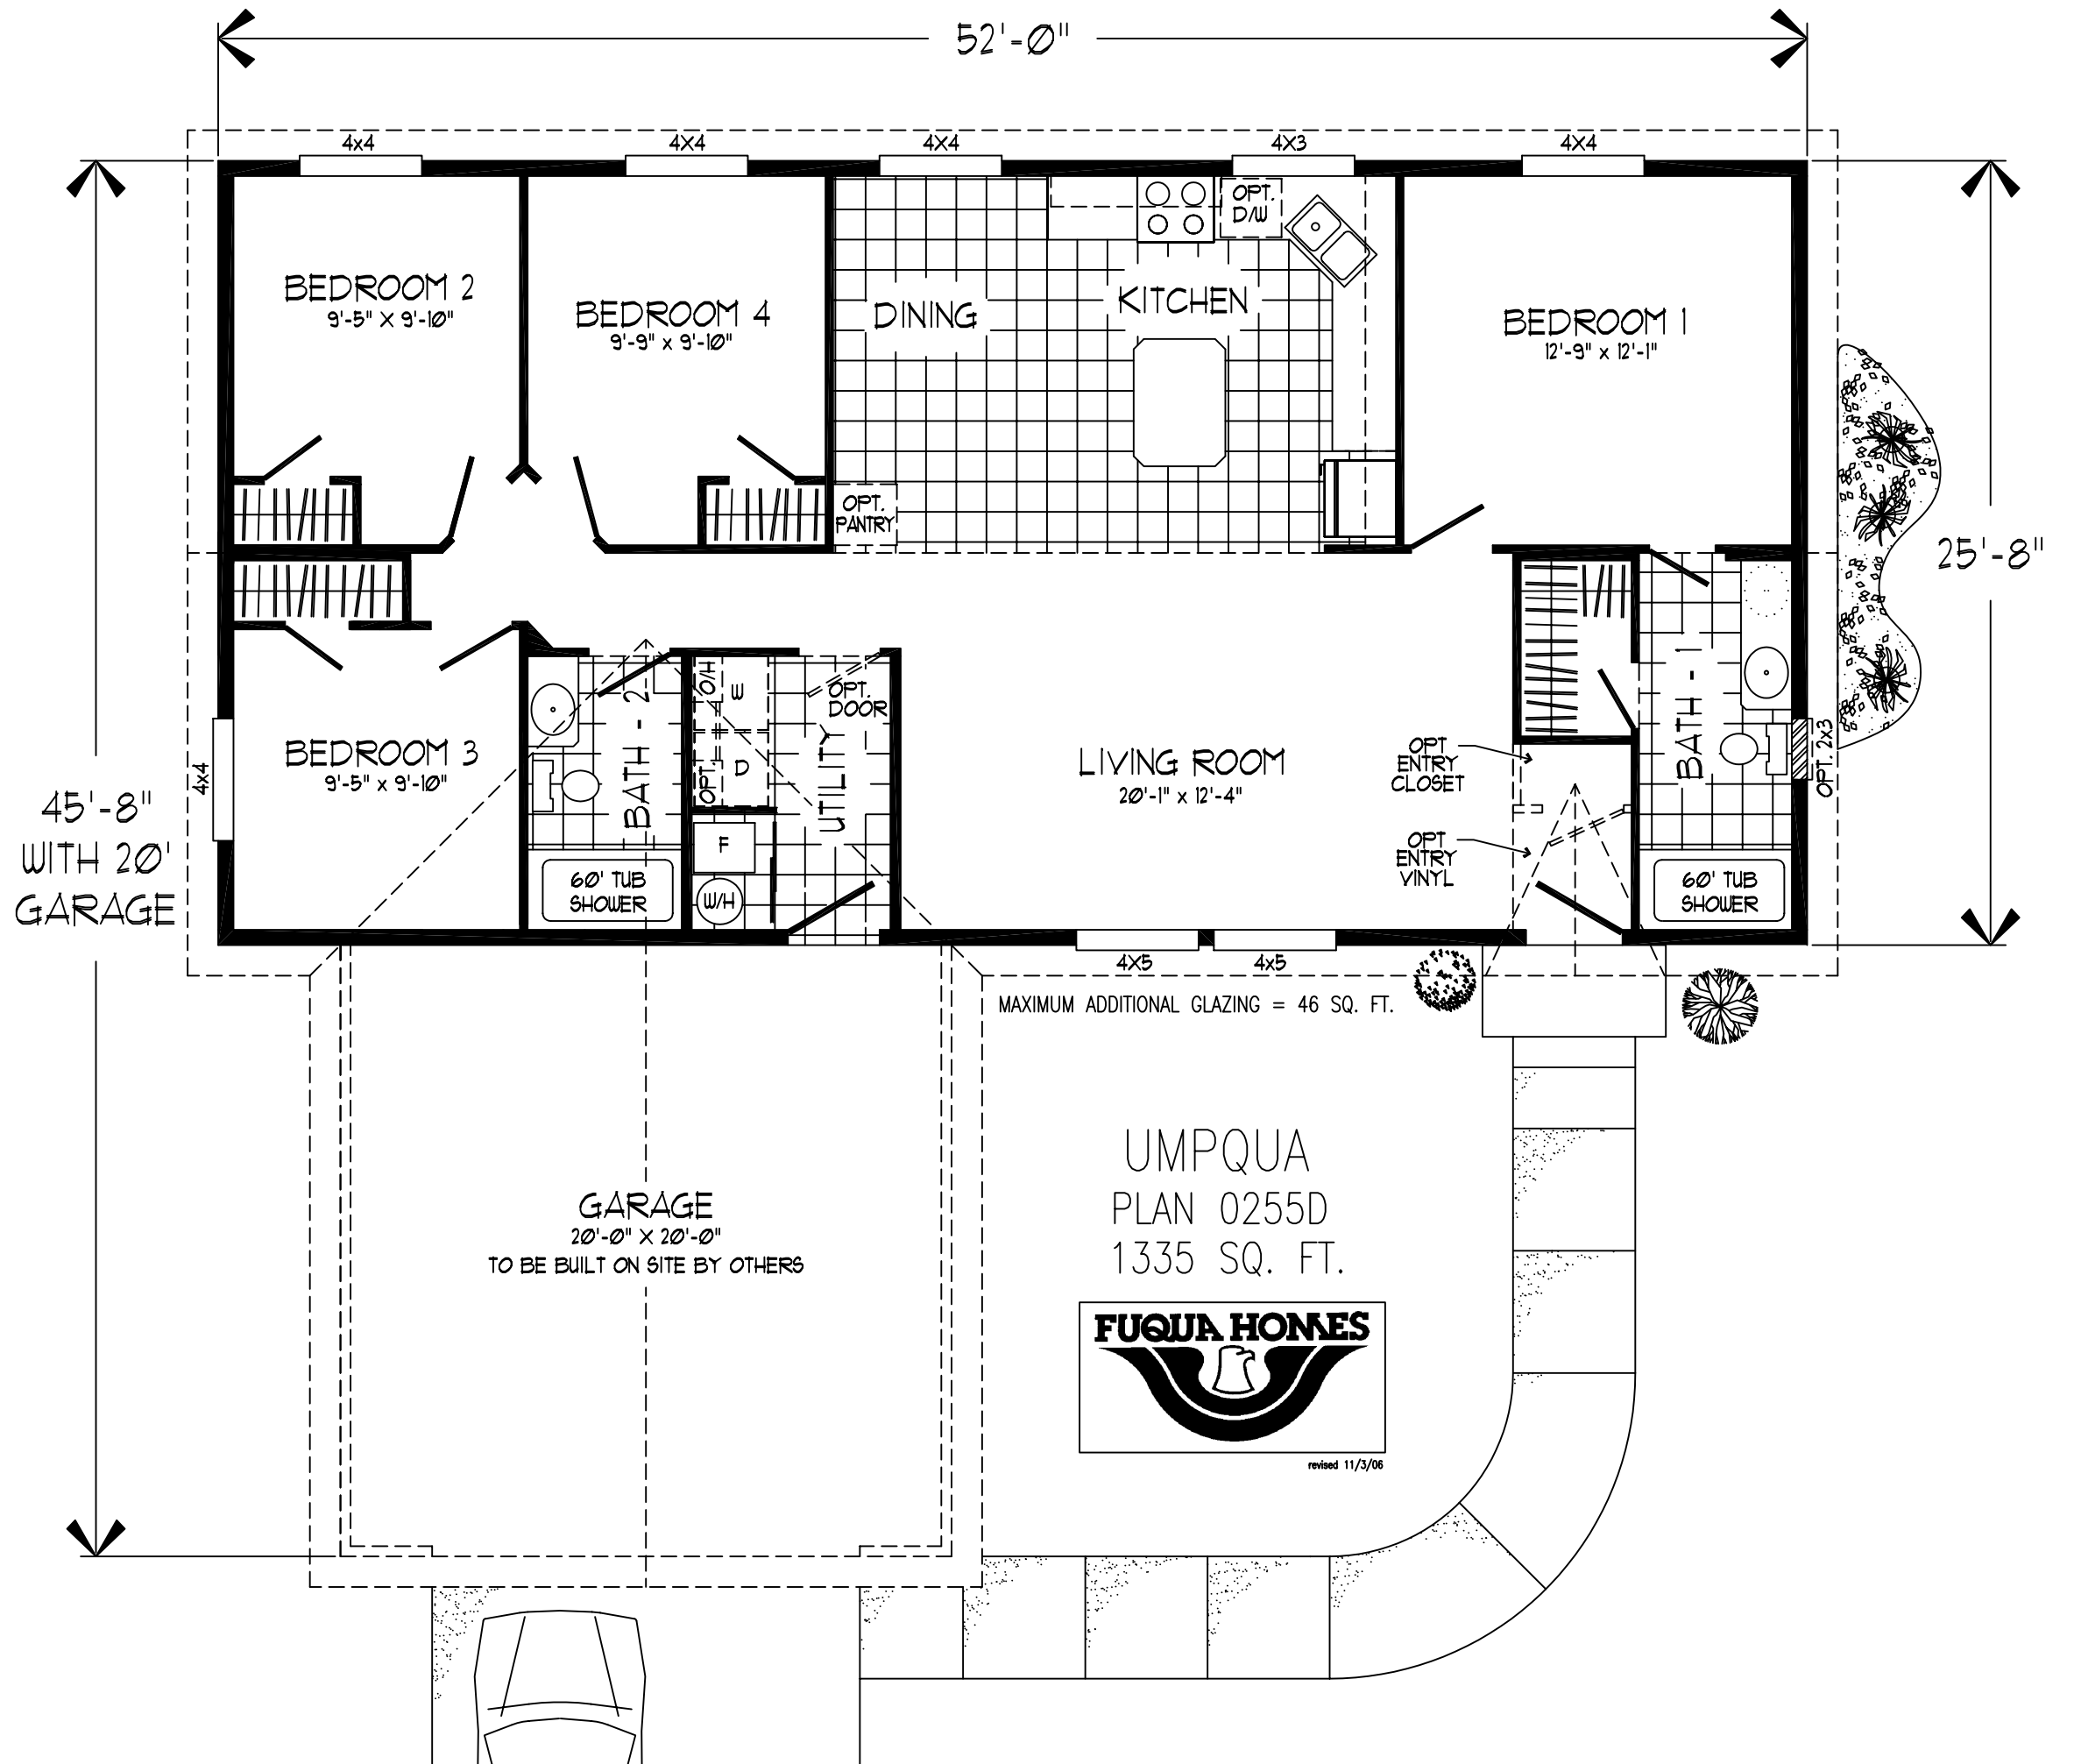 52'-0"
4x4
4X4
4X4
4X3
4X4
OPT.
D/W
BEDROOM 2
9'-5" X 9'-10"
BEDROOM 4
9'-9" x 9'-10"
DINING
KITCHEN
BEDROOM 1
12'-9" x 12'-1"
OPT.
PANTRY
25'-8"
45'-8"
WITH 20'
GARAGE
4x4
BEDROOM 3
9'-5" x 9'-10"
BATH - 2
60' TUB
SHOWER
OPT. O/H
W
D
F
W/H
OPT.
DOOR
UTILITY
LIVING ROOM
20'-1" x 12'-4"
OPT
ENTRY
CLOSET
OPT
ENTRY
VINYL
BATH - 1
60' TUB
SHOWER
OPT. 2x3
4X5
4x5
MAXIMUM ADDITIONAL GLAZING = 46 SQ. FT.
GARAGE
20'-0" X 20'-0"
TO BE BUILT ON SITE BY OTHERS
UMPQUA
PLAN 0255D
1335 SQ. FT.
FUQUA HOMES
revised 11/3/06